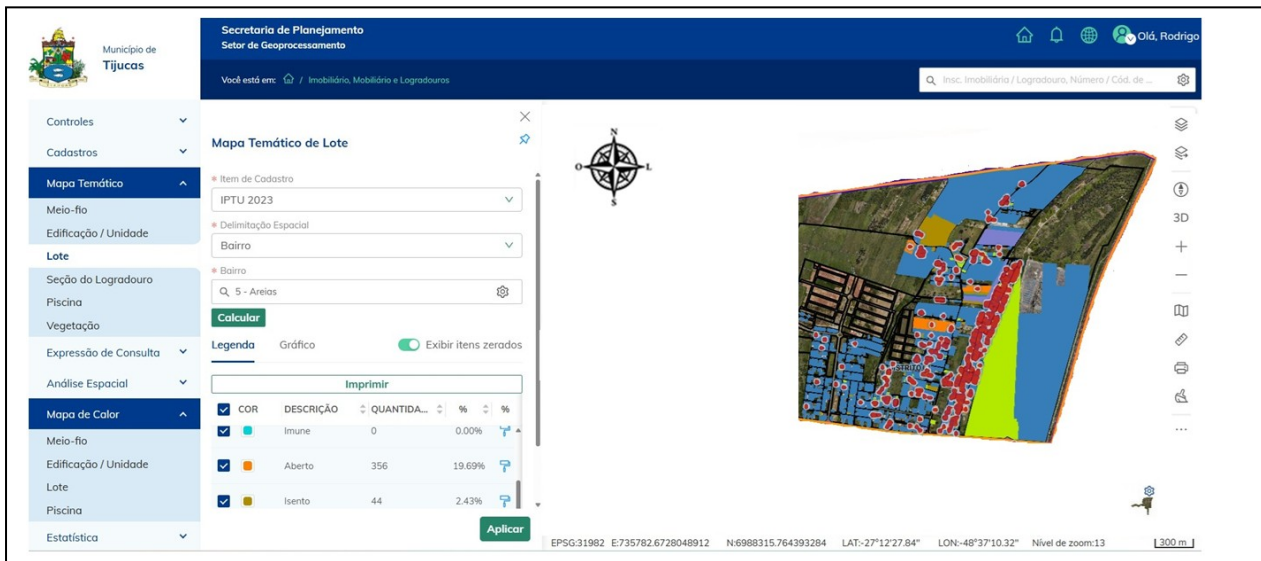 Município de
Tijucas
Secretaria de Planejamento
Setor de Geoprocessamento
Olá, Rodrigo
Você está em: / Imobiliário, Mobiliário e Logradouros
Insc. Imobiliária / Logradouro, Número / Cód. de ...
Controles
Cadastros
Mapa Temático
Meio-fio
Edificação / Unidade
Lote
Seção do Logradouro
Piscina
Vegetação
Expressão de Consulta
Análise Espacial
Mapa de Calor
Meio-fio
Edificação / Unidade
Lote
Piscina
Estatística
Mapa Temático de Lote
* Item de Cadastro
IPTU 2023
* Delimitação Espacial
Bairro
* Bairro
5 - Areias
Calcular
Legenda Gráfico Exibir itens zerados
Imprimir
COR DESCRIÇÃO QUANTIDA... % %
Imune 0 0.00%
Aberto 356 19.69%
Isento 44 2.43%
Aplicar
N
O L
S
3D
EPSG:31982 E:735782.6728048912 N:6988315.764393284 LAT:-27°12'27.84" LON:-48°37'10.32" Nível de zoom:13 300 m